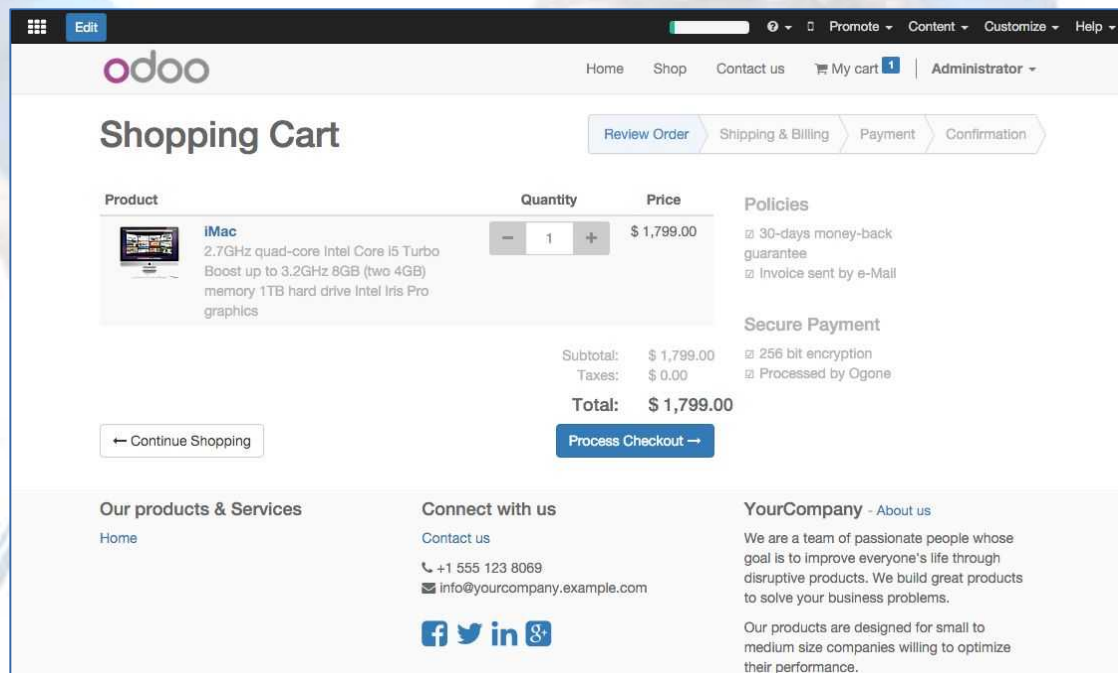 Edit
Promote
Content
Customize
Help
odoo
Home
Shop
Contact us
My cart 1
Administrator
Shopping Cart
Review Order
Shipping & Billing
Payment
Confirmation
Product
Quantity
Price
iMac
2.7GHz quad-core Intel Core i5 Turbo
Boost up to 3.2GHz 8GB (two 4GB)
memory 1TB hard drive Intel Iris Pro
graphics
1
$ 1,799.00
Subtotal: $ 1,799.00
Taxes: $ 0.00
Total: $ 1,799.00
← Continue Shopping
Process Checkout →
Policies
☑ 30-days money-back
guarantee
☑ Invoice sent by e-Mail
Secure Payment
☑ 256 bit encryption
☑ Processed by Ogone
Our products & Services
Home
Connect with us
Contact us
+1 555 123 8069
info@yourcompany.example.com
YourCompany - About us
We are a team of passionate people whose
goal is to improve everyone's life through
disruptive products. We build great products
to solve your business problems.
Our products are designed for small to
medium size companies willing to optimize
their performance.